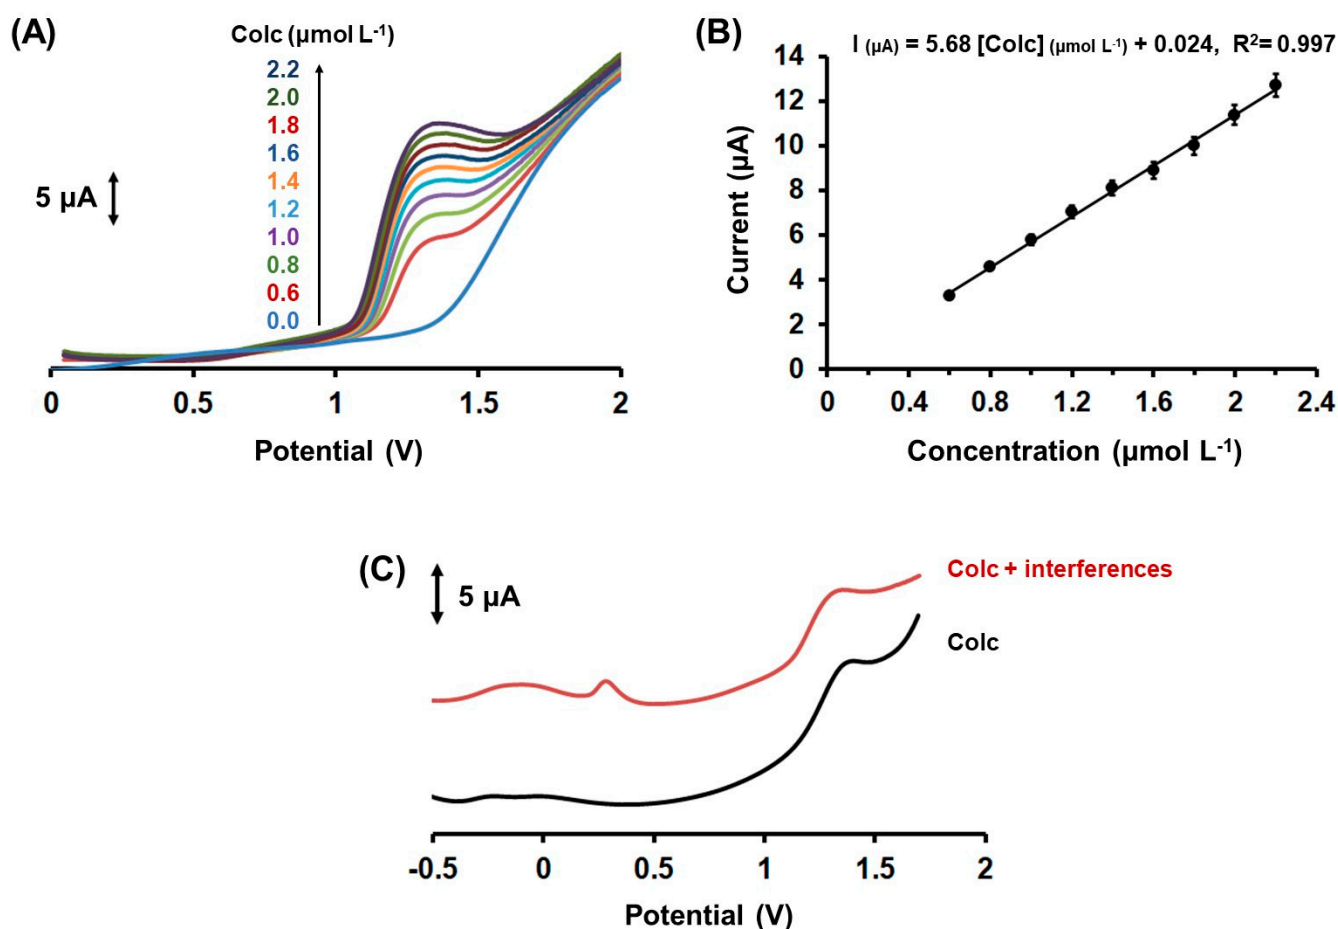 (A)
Colc (µmol L-1)
2.2
2.0
1.8
1.6
1.4
1.2
1.0
0.8
0.6
0.0
5 µA
0 0.5 1 1.5 2
Potential (V)
(B)
I (µA) = 5.68 [Colc] (µmol L-1) + 0.024, R2= 0.997
14
12
10
8
6
4
2
0
Current (µA)
0 0.4 0.8 1.2 1.6 2 2.4
Concentration (µmol L-1)
(C)
5 µA
Colc + interferences
Colc
-0.5 0 0.5 1 1.5 2
Potential (V)